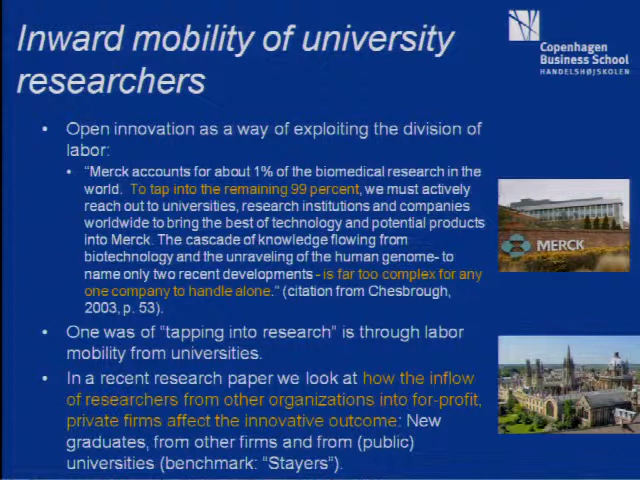 Inward mobility of university
researchers
Copenhagen
Business School
HANDELSHØJSKOLEN
• Open innovation as a way of exploiting the division of
labor:
• "Merck accounts for about 1% of the biomedical research in the
world. To tap into the remaining 99 percent, we must actively
reach out to universities, research institutions and companies
worldwide to bring the best of technology and potential products
into Merck. The cascade of knowledge flowing from
biotechnology and the unraveling of the human genome- to
name only two recent developments - is far too complex for any
one company to handle alone." (citation from Chesbrough,
2003, p. 53).
MERCK
• One was of "tapping into research" is through labor
mobility from universities.
• In a recent research paper we look at how the inflow
of researchers from other organizations into for-profit,
private firms affect the innovative outcome: New
graduates, from other firms and from (public)
universities (benchmark: "Stayers").